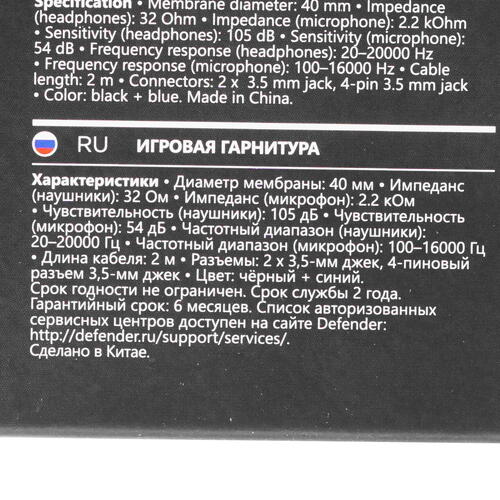 Specification • Membrane diameter: 40 mm • Impedance
(headphones): 32 Ohm • Impedance (microphone): 2.2 kOhm
• Sensitivity (headphones): 105 dB • Sensitivity (microphone):
54 dB • Frequency response (headphones): 20–20000 Hz
• Frequency response (microphone): 100–16000 Hz • Cable
length: 2 m • Connectors: 2 x 3.5 mm jack, 4-pin 3.5 mm jack
• Color: black + blue. Made in China.
RU ИГРОВАЯ ГАРНИТУРА
Характеристики • Диаметр мембраны: 40 мм • Импеданс
(наушники): 32 Ом • Импеданс (микрофон): 2.2 кОм
• Чувствительность (наушники): 105 дБ • Чувствительность
(микрофон): 54 дБ • Частотный диапазон (наушники):
20–20000 Гц • Частотный диапазон (микрофон): 100–16000 Гц
• Длина кабеля: 2 м • Разъемы: 2 x 3,5-мм джек, 4-пиновый
разъем 3,5-мм джек • Цвет: чёрный + синий.
Срок годности не ограничен. Срок службы 2 года.
Гарантийный срок: 6 месяцев. Список авторизованных
сервисных центров доступен на сайте Defender:
http://defender.ru/support/services/.
Сделано в Китае.